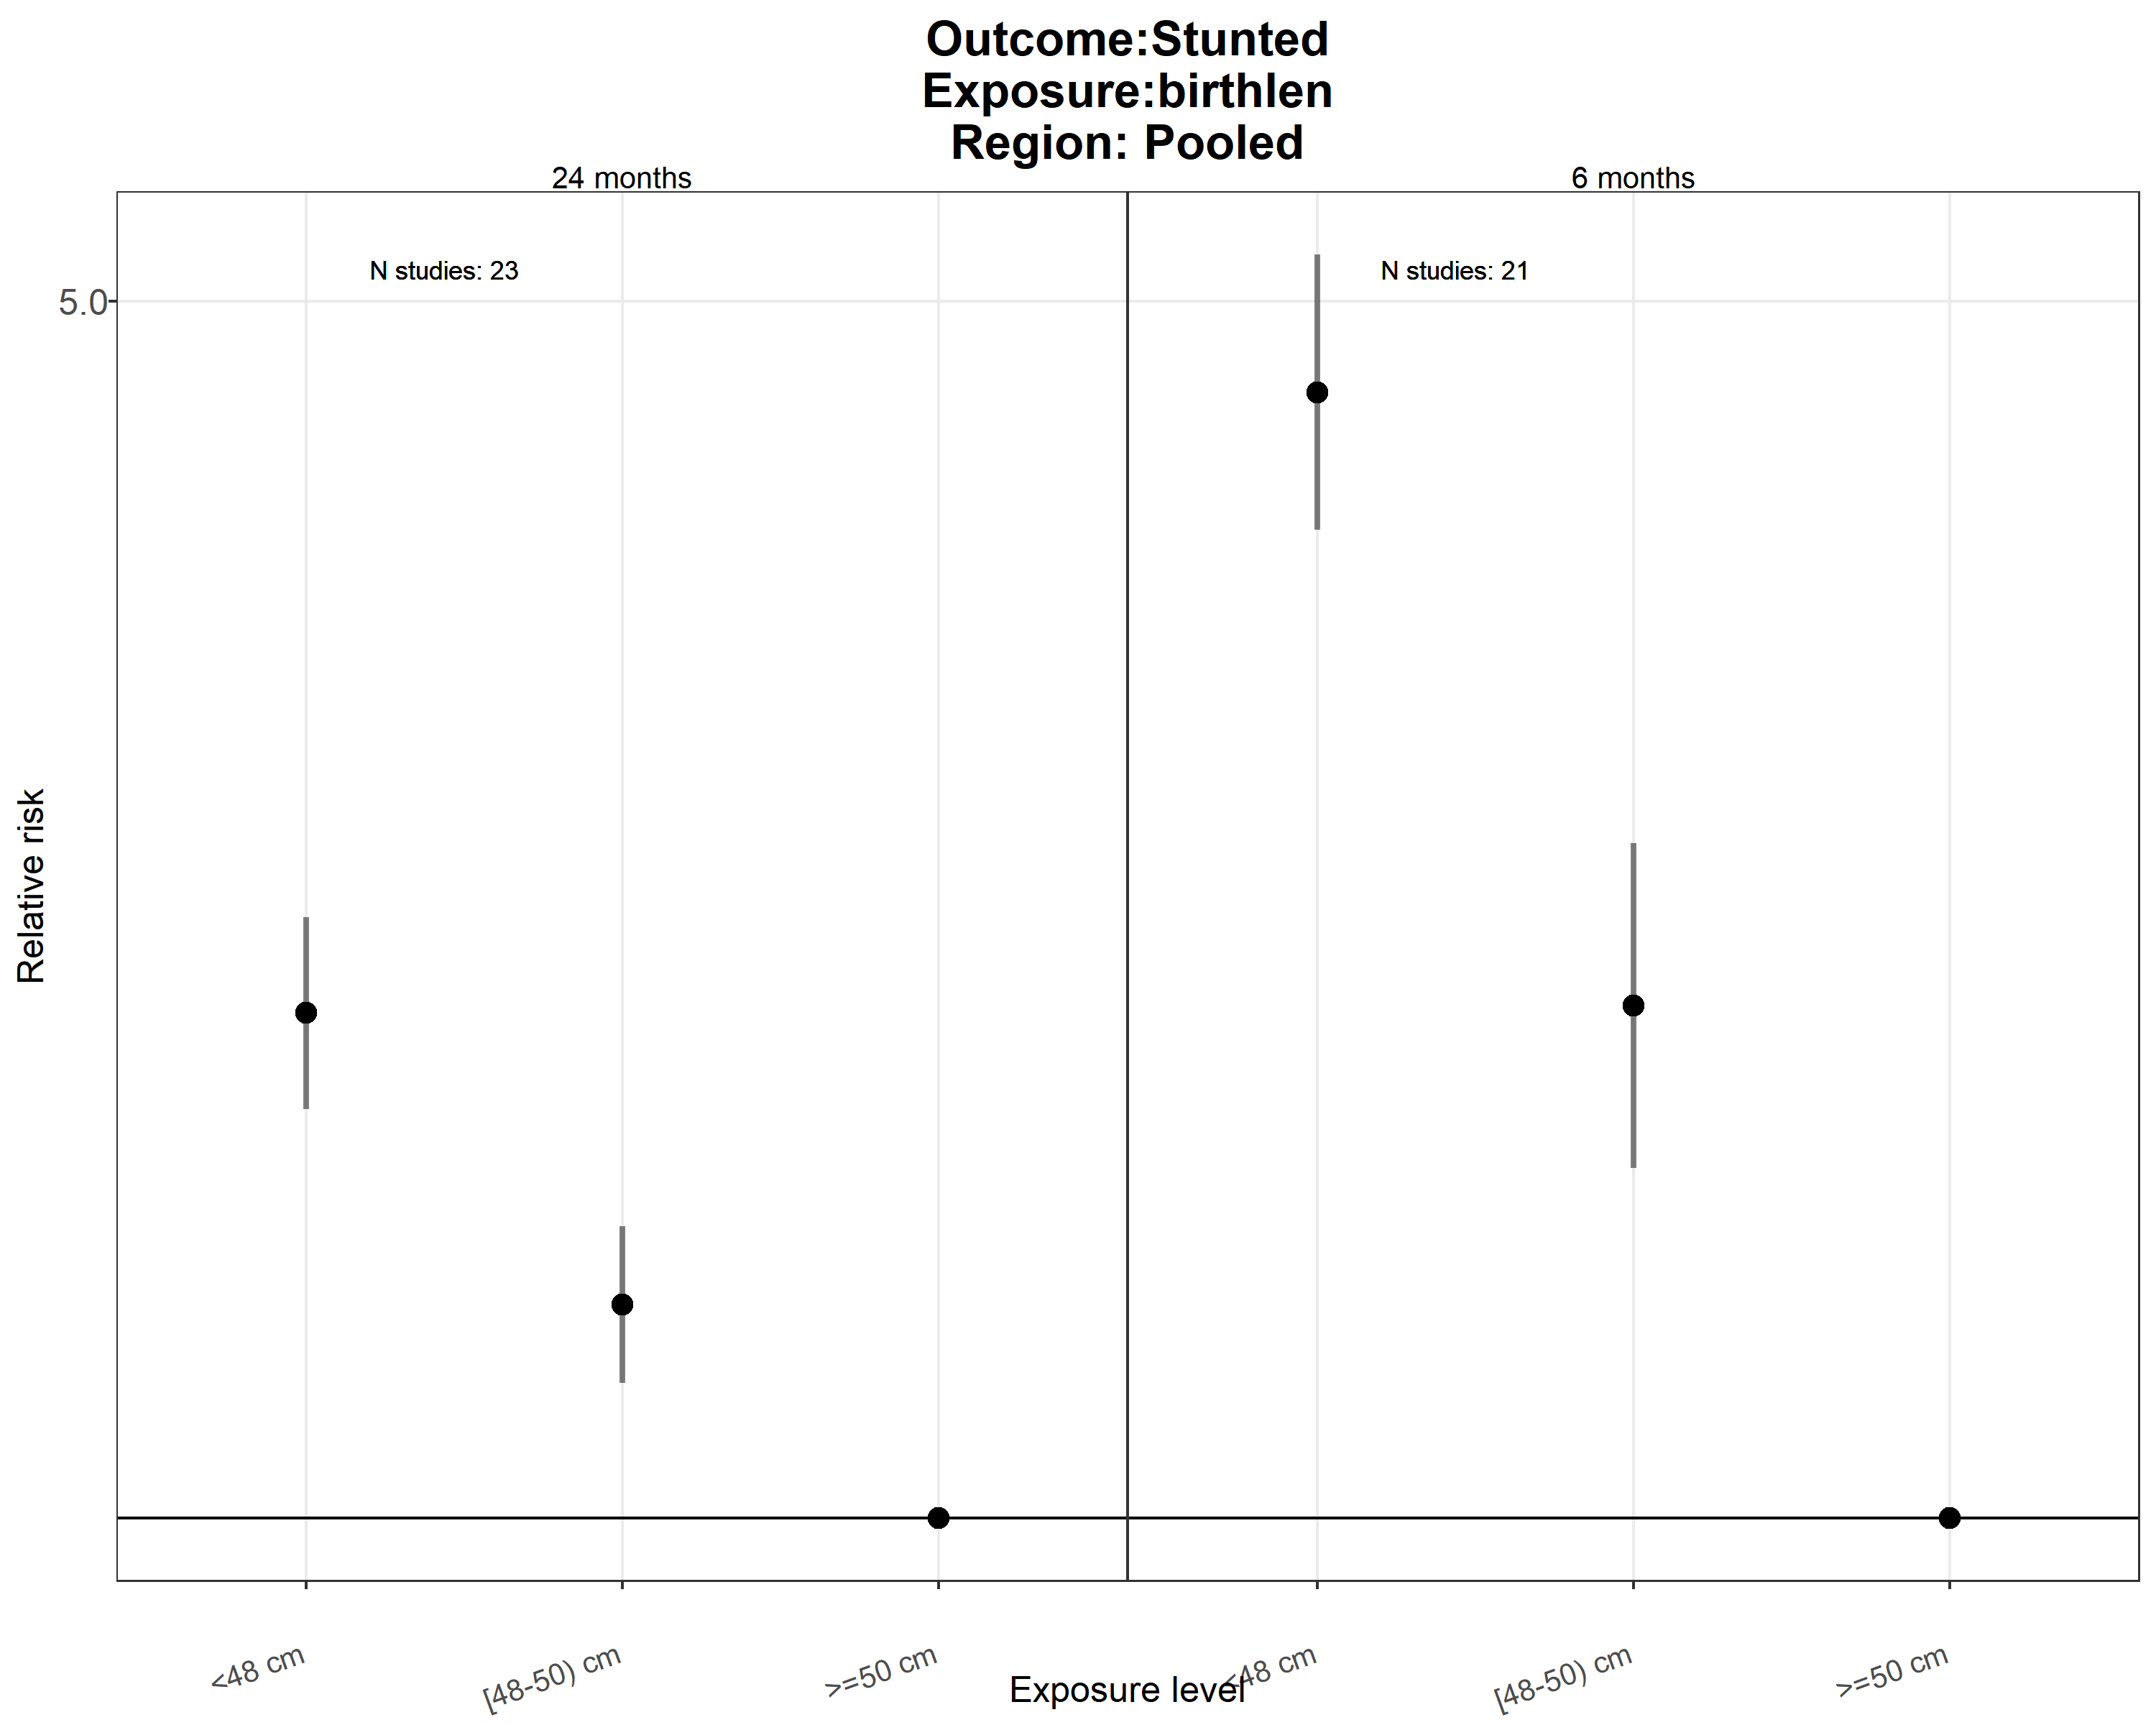 Outcome:Stunted
Exposure:birthlen
Region: Pooled
24 months
6 months
N studies: 23
N studies: 21
5.0
Relative risk
<48 cm
[48-50) cm
>=50 cm
<48 cm
[48-50) cm
>=50 cm
Exposure level